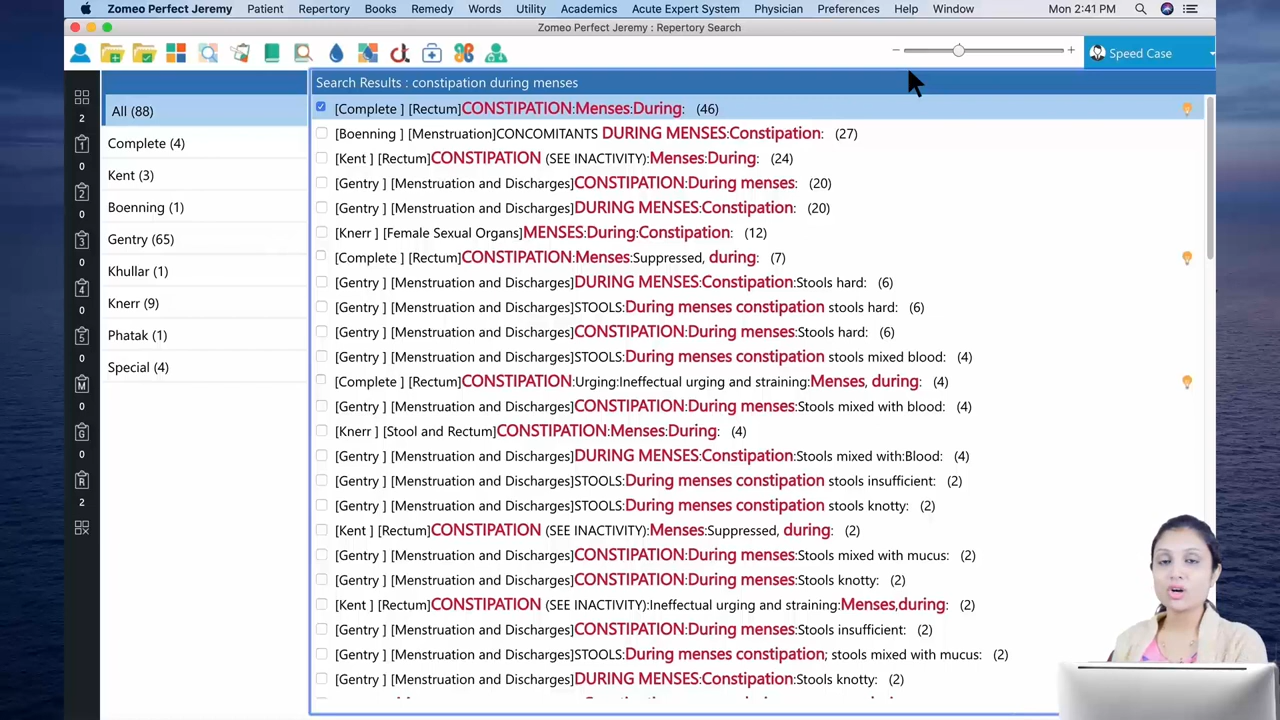 Zomeo Perfect Jeremy Patient Repertory Books Remedy Words Utility Academics Acute Expert System Physician Preferences Help Window Mon 2:41 PM
Zomeo Perfect Jeremy : Repertory Search
Speed Case
Search Results : constipation during menses
All (88)
Complete (4)
Kent (3)
Boenning (1)
Gentry (65)
Khullar (1)
Knerr (9)
Phatak (1)
Special (4)
2
1
0
2
0
3
0
4
0
5
0
M
0
G
0
R
2
[Complete ] [Rectum]CONSTIPATION:Menses:During: (46)
[Boenning ] [Menstruation]CONCOMITANTS DURING MENSES:Constipation: (27)
[Kent ] [Rectum]CONSTIPATION (SEE INACTIVITY):Menses:During: (24)
[Gentry ] [Menstruation and Discharges]CONSTIPATION:During menses: (20)
[Gentry ] [Menstruation and Discharges]DURING MENSES:Constipation: (20)
[Knerr ] [Female Sexual Organs]MENSES:During:Constipation: (12)
[Complete ] [Rectum]CONSTIPATION:Menses:Suppressed, during: (7)
[Gentry ] [Menstruation and Discharges]DURING MENSES:Constipation:Stools hard: (6)
[Gentry ] [Menstruation and Discharges]STOOLS:During menses constipation stools hard: (6)
[Gentry ] [Menstruation and Discharges]CONSTIPATION:During menses:Stools hard: (6)
[Gentry ] [Menstruation and Discharges]STOOLS:During menses constipation stools mixed blood: (4)
[Complete ] [Rectum]CONSTIPATION:Urging:Ineffectual urging and straining:Menses, during: (4)
[Gentry ] [Menstruation and Discharges]CONSTIPATION:During menses:Stools mixed with blood: (4)
[Knerr ] [Stool and Rectum]CONSTIPATION:Menses:During: (4)
[Gentry ] [Menstruation and Discharges]DURING MENSES:Constipation:Stools mixed with:Blood: (4)
[Gentry ] [Menstruation and Discharges]STOOLS:During menses constipation stools insufficient: (2)
[Gentry ] [Menstruation and Discharges]STOOLS:During menses constipation stools knotty: (2)
[Kent ] [Rectum]CONSTIPATION (SEE INACTIVITY):Menses:Suppressed, during: (2)
[Gentry ] [Menstruation and Discharges]CONSTIPATION:During menses:Stools mixed with mucus: (2)
[Gentry ] [Menstruation and Discharges]CONSTIPATION:During menses:Stools knotty: (2)
[Kent ] [Rectum]CONSTIPATION (SEE INACTIVITY):Ineffectual urging and straining:Menses,during: (2)
[Gentry ] [Menstruation and Discharges]CONSTIPATION:During menses:Stools insufficient: (2)
[Gentry ] [Menstruation and Discharges]STOOLS:During menses constipation; stools mixed with mucus: (2)
[Gentry ] [Menstruation and Discharges]DURING MENSES:Constipation:Stools knotty: (2)